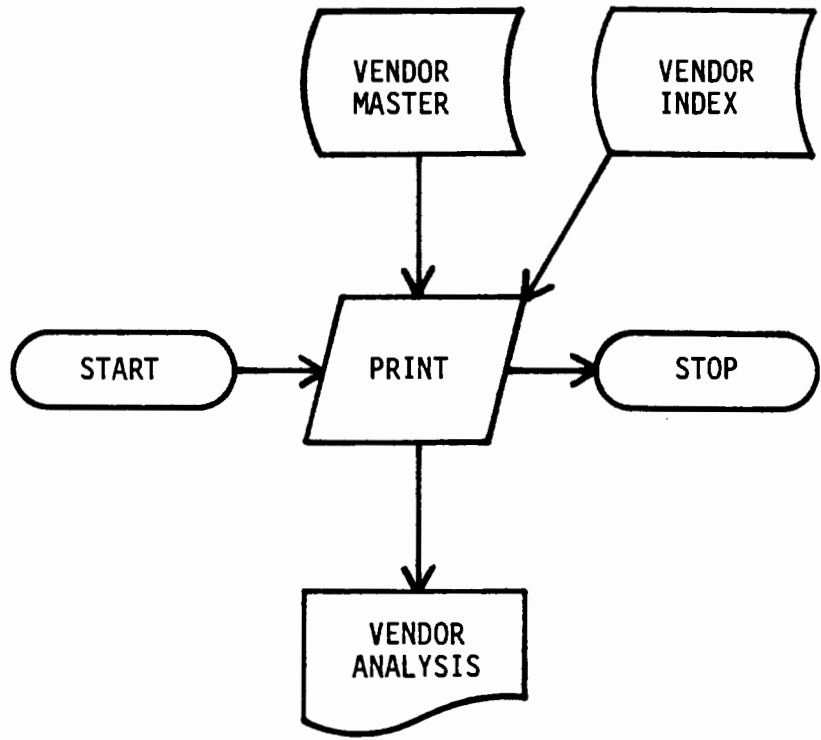 VENDOR
MASTER
VENDOR
INDEX
START
PRINT
STOP
VENDOR
ANALYSIS